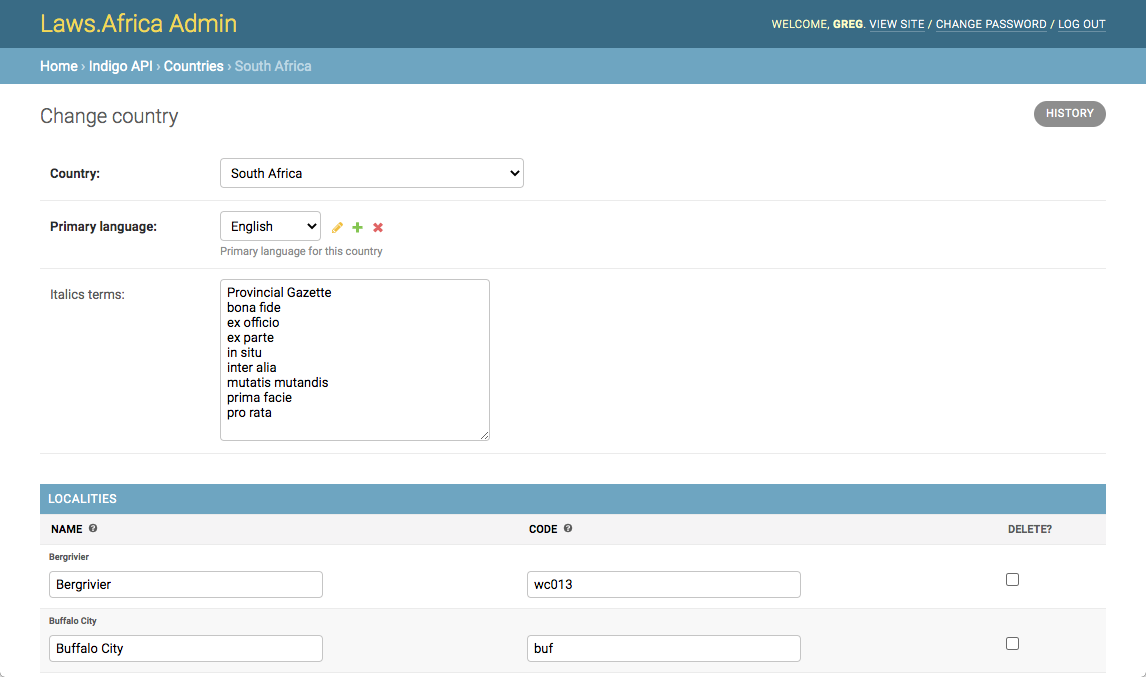 Laws.Africa Admin
WELCOME, GREG. VIEW SITE / CHANGE PASSWORD / LOG OUT
Home › Indigo API › Countries › South Africa
Change country
HISTORY
Country:
South Africa
Primary language:
English
Primary language for this country
Italics terms:
Provincial Gazette
bona fide
ex officio
ex parte
in situ
inter alia
mutatis mutandis
prima facie
pro rata
LOCALITIES
NAME ? CODE ? DELETE?
Bergrivier
Bergrivier wc013
Buffalo City
Buffalo City buf